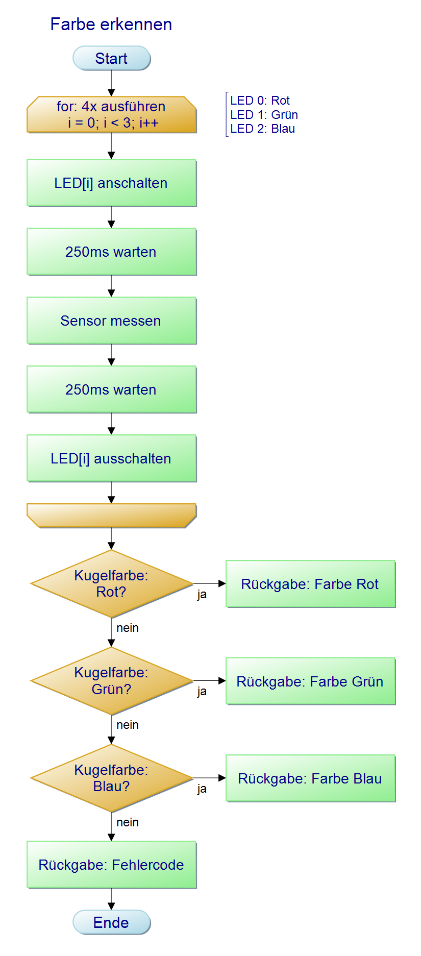 Farbe erkennen
Start
for: 4x ausführen
i = 0; i < 3; i++
LED 0: Rot
LED 1: Grün
LED 2: Blau
LED[i] anschalten
250ms warten
Sensor messen
250ms warten
LED[i] ausschalten
Kugelfarbe:
Rot?
ja
Rückgabe: Farbe Rot
nein
Kugelfarbe:
Grün?
ja
Rückgabe: Farbe Grün
nein
Kugelfarbe:
Blau?
ja
Rückgabe: Farbe Blau
nein
Rückgabe: Fehlercode
Ende